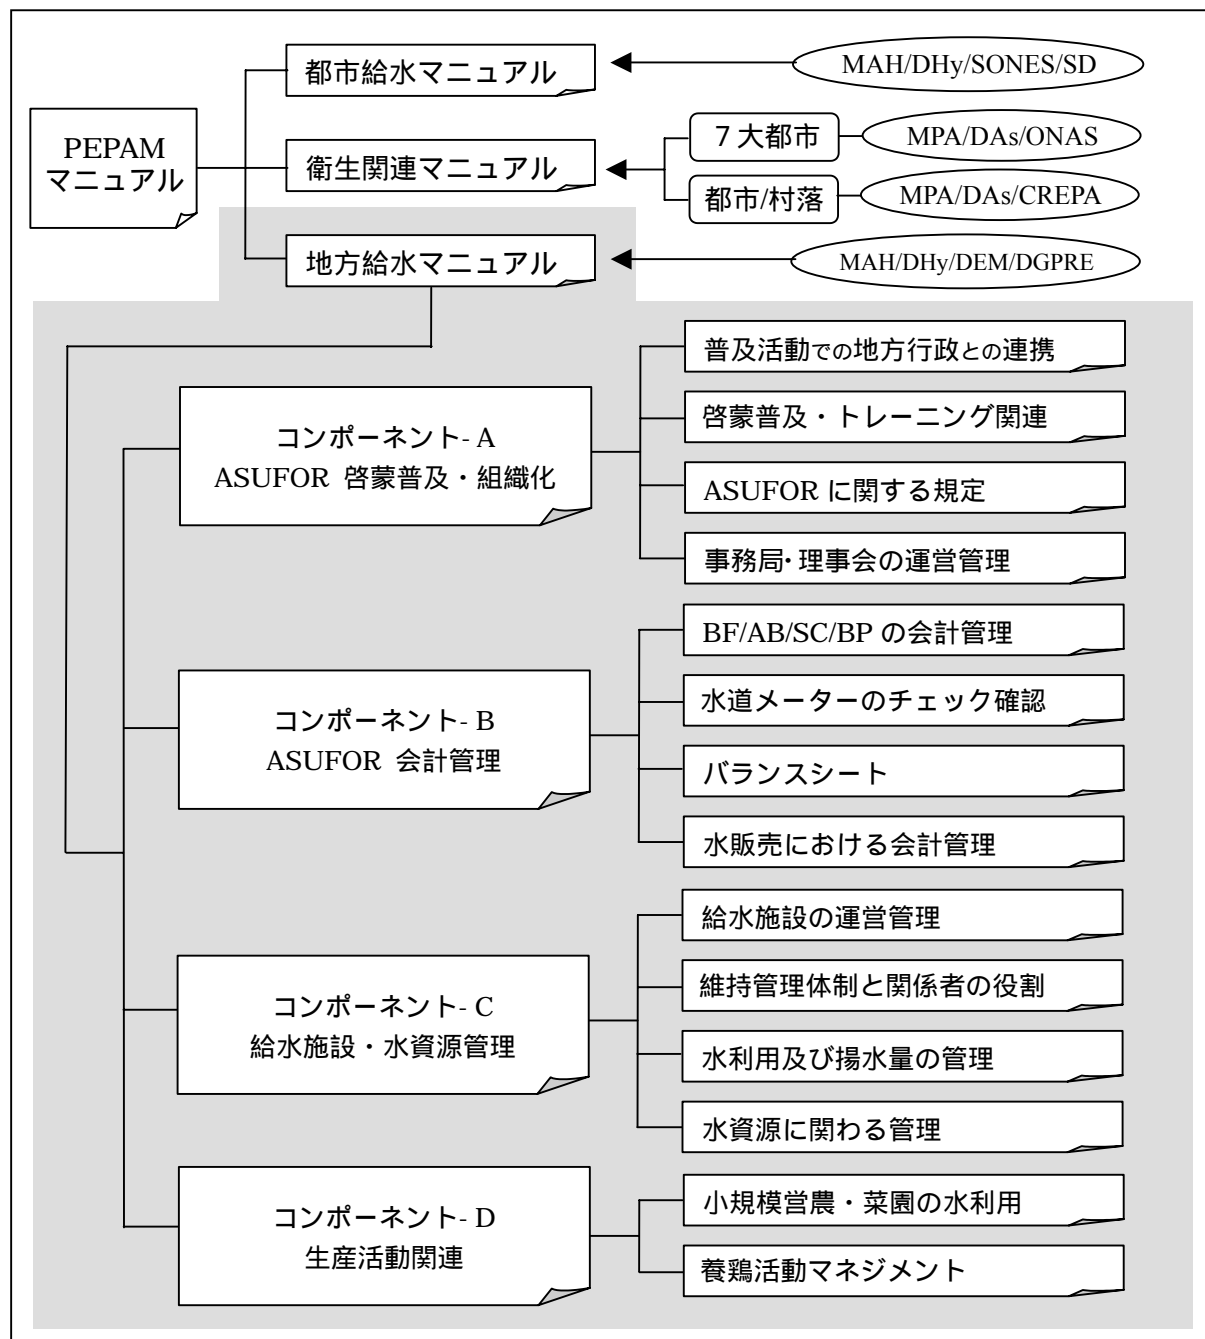 都市給水マニュアル
MAH/DHy/SONES/SD
PEPAM
マニュアル
衛生関連マニュアル
７大都市
MPA/DAs/ONAS
都市/村落
MPA/DAs/CREPA
地方給水マニュアル
MAH/DHy/DEM/DGPRE
コンポーネント- A
ASUFOR 啓蒙普及・組織化
普及活動での地方行政との連携
啓蒙普及・トレーニング関連
ASUFOR に関する規定
事務局・理事会の運営管理
コンポーネント- B
ASUFOR 会計管理
BF/AB/SC/BP の会計管理
水道メーターのチェック確認
バランスシート
水販売における会計管理
コンポーネント- C
給水施設・水資源管理
給水施設の運営管理
維持管理体制と関係者の役割
水利用及び揚水量の管理
水資源に関わる管理
コンポーネント- D
生産活動関連
小規模営農・菜園の水利用
養鶏活動マネジメント